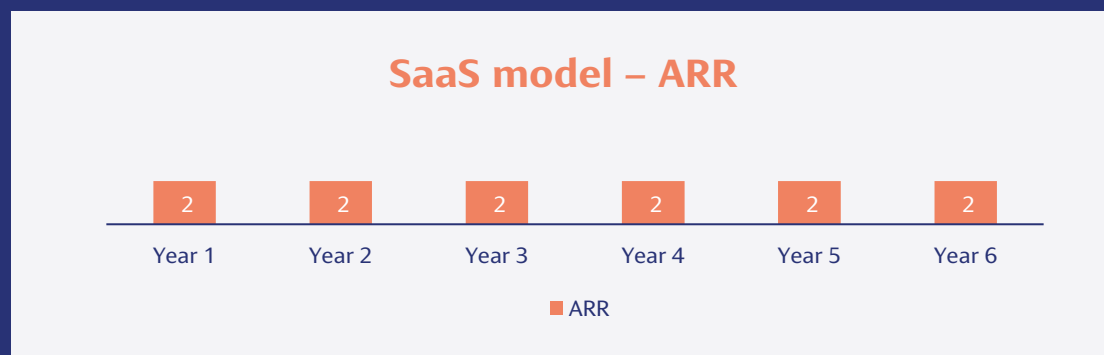 SaaS model – ARR
2 2 2 2 2 2
Year 1 Year 2 Year 3 Year 4 Year 5 Year 6
ARR